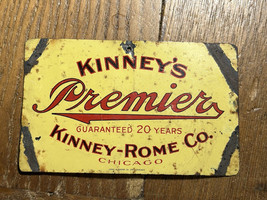 KINNEY'S
Premier
GUARANTEED 20 YEARS
KINNEY-ROME CO.
CHICAGO